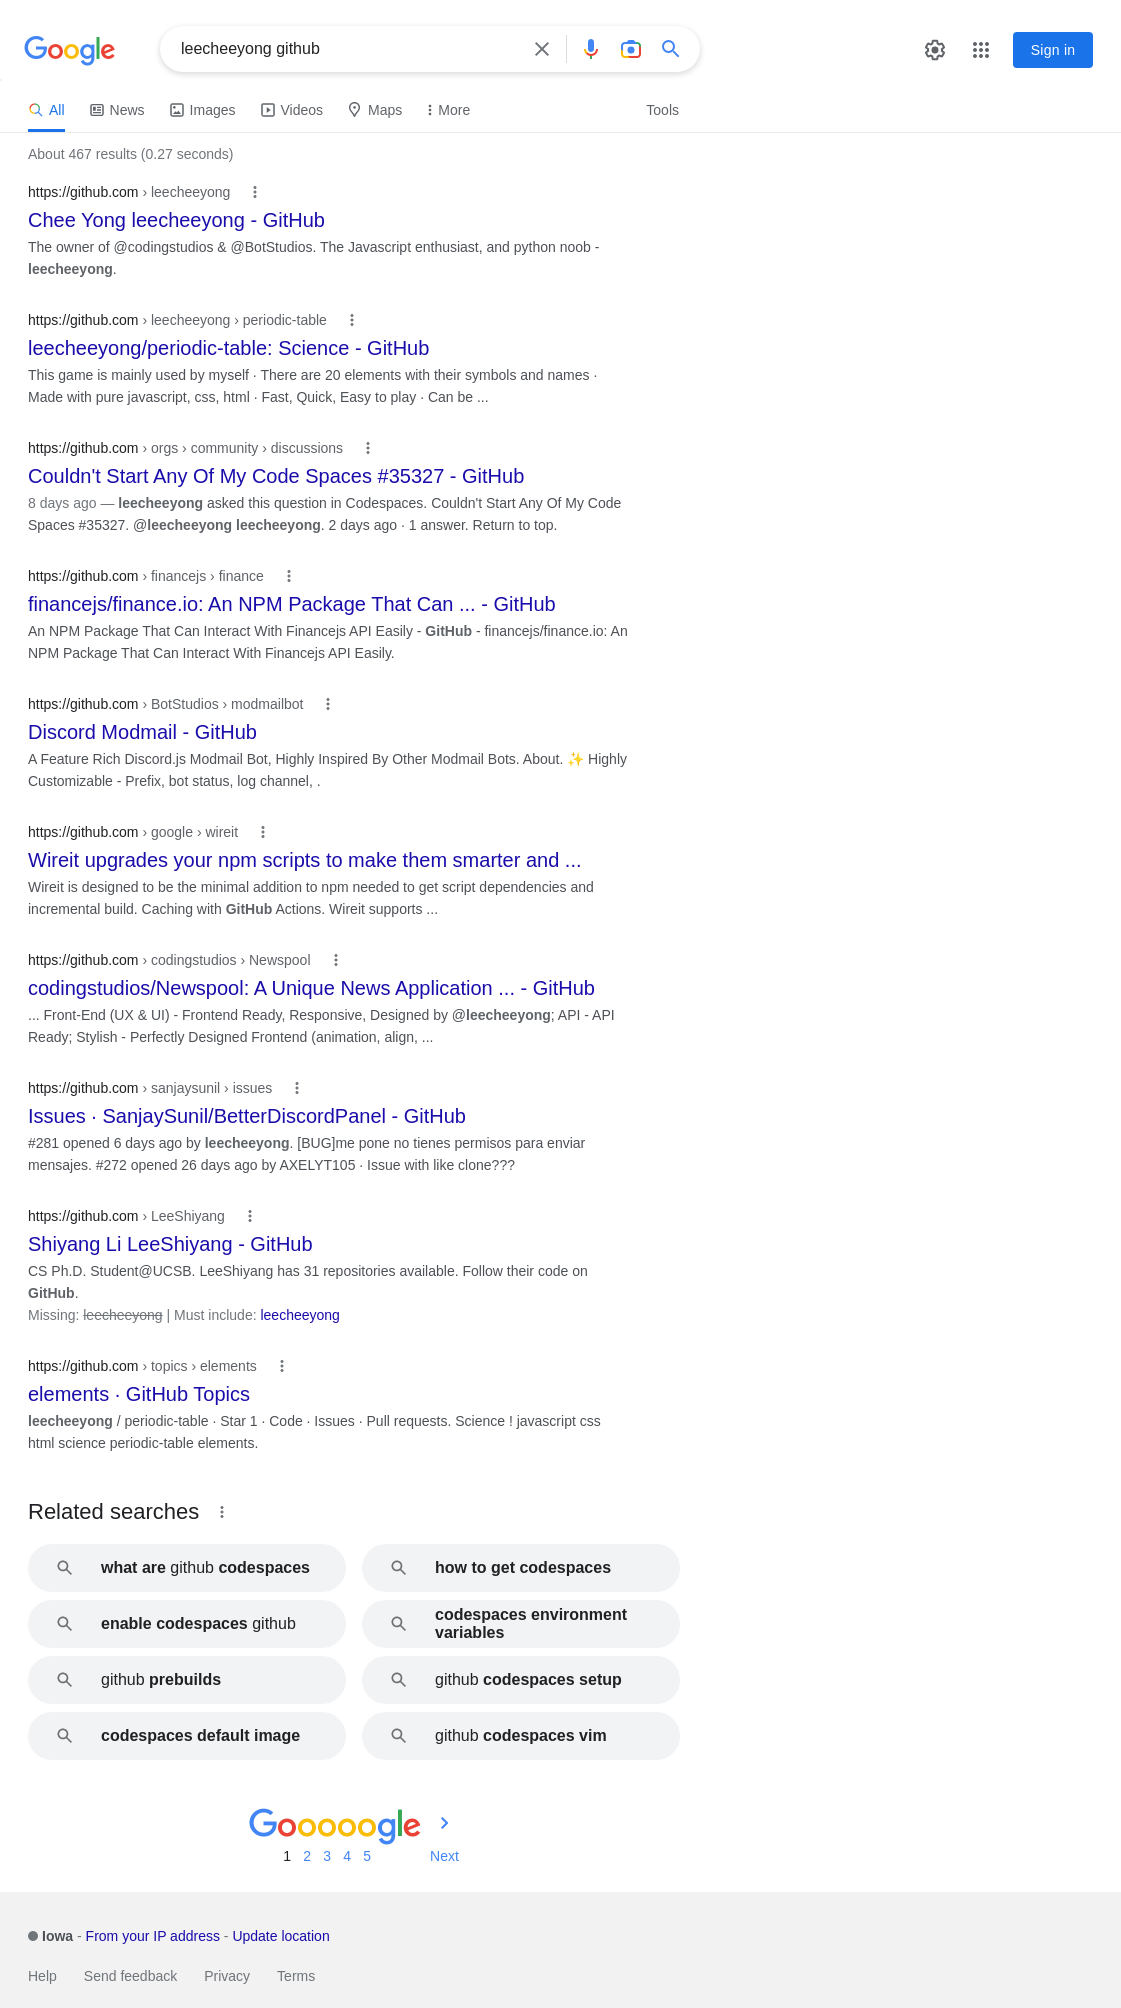 Google
leecheeyong github
Sign in
All News Images Videos Maps More Tools
About 467 results (0.27 seconds)
https://github.com › leecheeyong
Chee Yong leecheeyong - GitHub
The owner of @codingstudios & @BotStudios. The Javascript enthusiast, and python noob -
leecheeyong.
https://github.com › leecheeyong › periodic-table
leecheeyong/periodic-table: Science - GitHub
This game is mainly used by myself · There are 20 elements with their symbols and names ·
Made with pure javascript, css, html · Fast, Quick, Easy to play · Can be ...
https://github.com › orgs › community › discussions
Couldn't Start Any Of My Code Spaces #35327 - GitHub
8 days ago — leecheeyong asked this question in Codespaces. Couldn't Start Any Of My Code
Spaces #35327. @leecheeyong leecheeyong. 2 days ago · 1 answer. Return to top.
https://github.com › financejs › finance
financejs/finance.io: An NPM Package That Can ... - GitHub
An NPM Package That Can Interact With Financejs API Easily - GitHub - financejs/finance.io: An
NPM Package That Can Interact With Financejs API Easily.
https://github.com › BotStudios › modmailbot
Discord Modmail - GitHub
A Feature Rich Discord.js Modmail Bot, Highly Inspired By Other Modmail Bots. About. ✨ Highly
Customizable - Prefix, bot status, log channel, .
https://github.com › google › wireit
Wireit upgrades your npm scripts to make them smarter and ...
Wireit is designed to be the minimal addition to npm needed to get script dependencies and
incremental build. Caching with GitHub Actions. Wireit supports ...
https://github.com › codingstudios › Newspool
codingstudios/Newspool: A Unique News Application ... - GitHub
... Front-End (UX & UI) - Frontend Ready, Responsive, Designed by @leecheeyong; API - API
Ready; Stylish - Perfectly Designed Frontend (animation, align, ...
https://github.com › sanjaysunil › issues
Issues · SanjaySunil/BetterDiscordPanel - GitHub
#281 opened 6 days ago by leecheeyong. [BUG]me pone no tienes permisos para enviar
mensajes. #272 opened 26 days ago by AXELYT105 · Issue with like clone???
https://github.com › LeeShiyang
Shiyang Li LeeShiyang - GitHub
CS Ph.D. Student@UCSB. LeeShiyang has 31 repositories available. Follow their code on
GitHub.
Missing: leecheeyong | Must include: leecheeyong
https://github.com › topics › elements
elements · GitHub Topics
leecheeyong / periodic-table · Star 1 · Code · Issues · Pull requests. Science ! javascript css
html science periodic-table elements.
Related searches
what are github codespaces
how to get codespaces
enable codespaces github
codespaces environment
variables
github prebuilds
github codespaces setup
codespaces default image
github codespaces vim
Gooooogle
1 2 3 4 5 Next
Iowa - From your IP address - Update location
Help Send feedback Privacy Terms